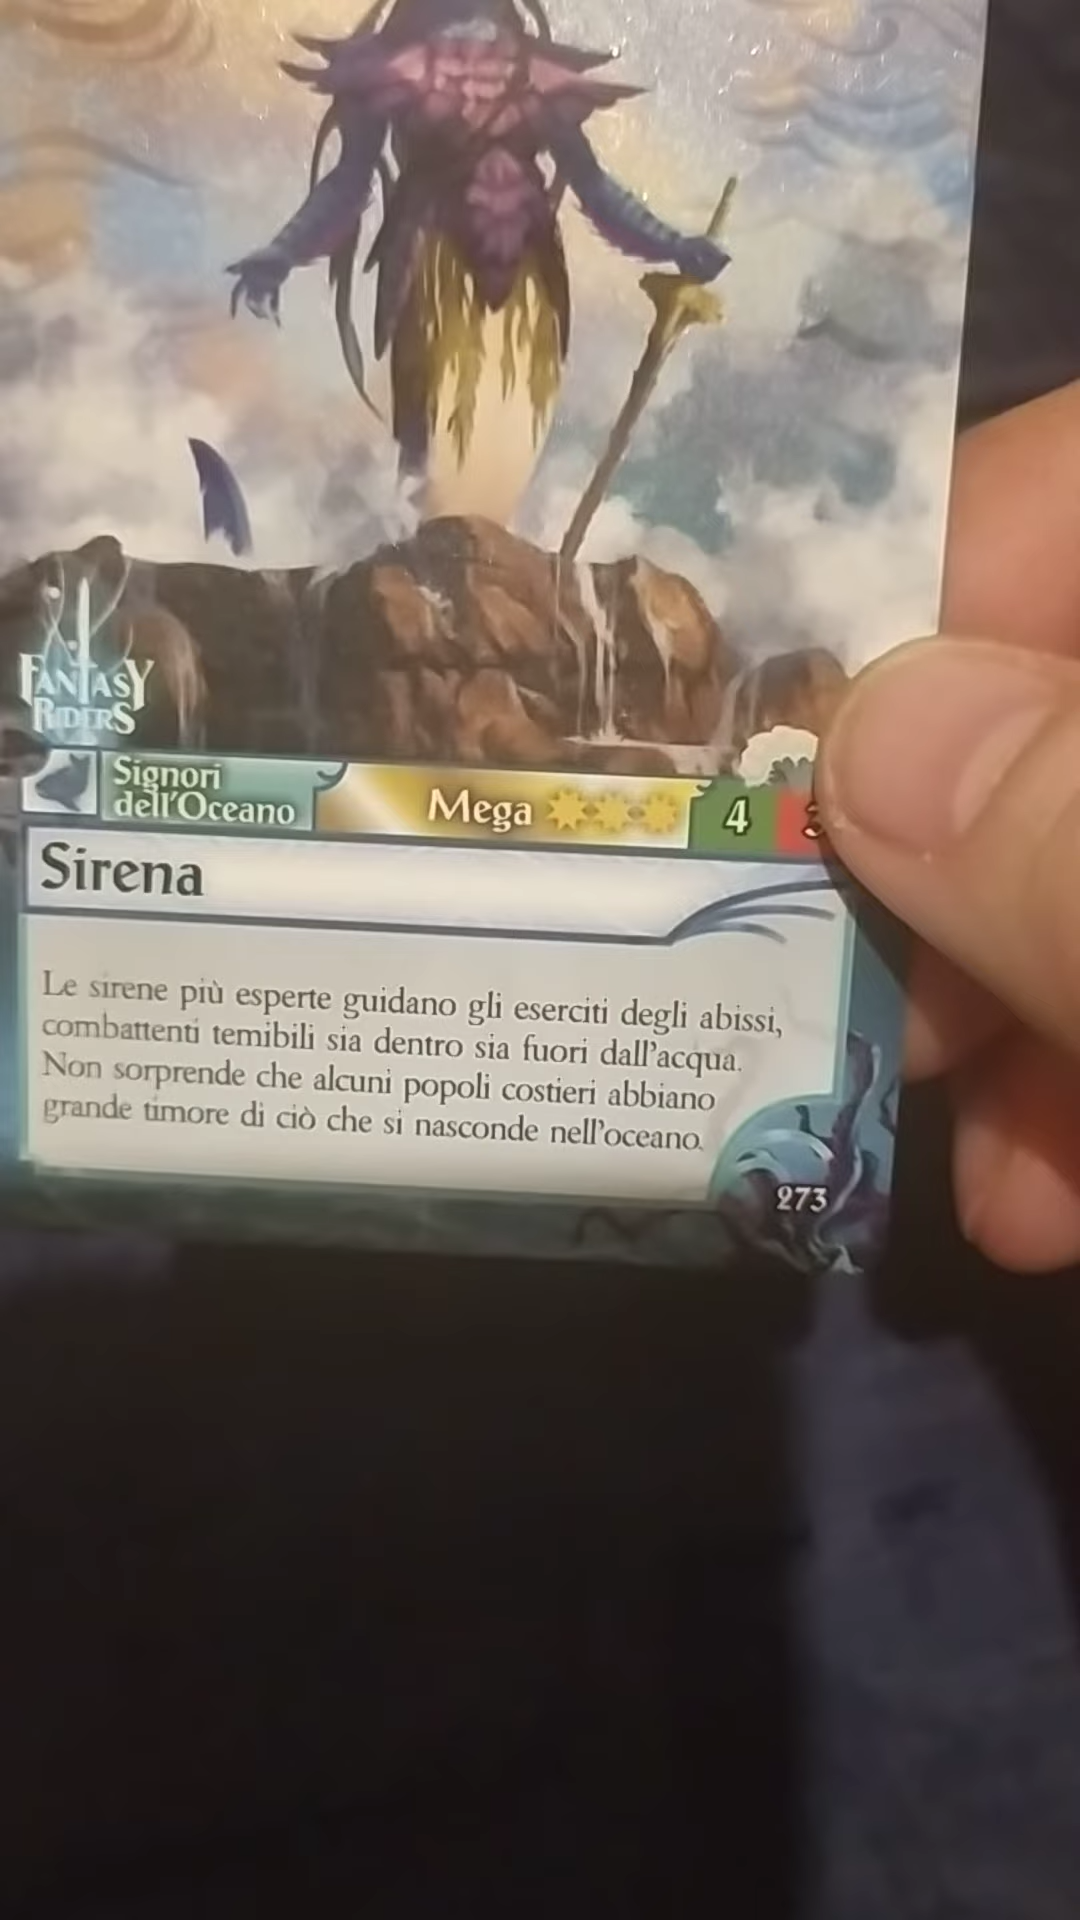 FANTASY
RIDERS
Signori
dell'Oceano
Mega
4
Sirena
Le sirene più esperte guidano gli eserciti degli abissi,
combattenti temibili sia dentro sia fuori dall'acqua.
Non sorprende che alcuni popoli costieri abbiano
grande timore di ciò che si nasconde nell'oceano.
273